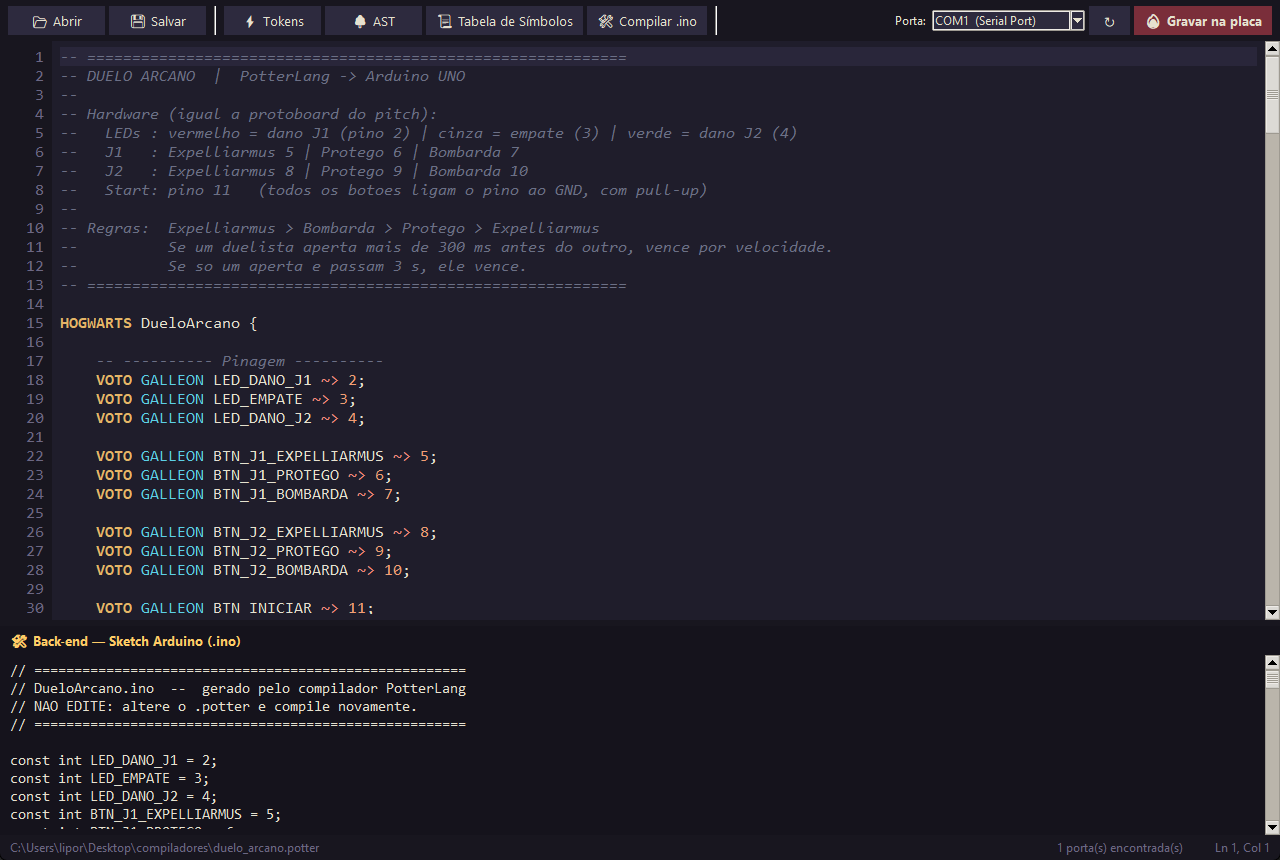 Abrir Salvar Tokens AST Tabela de Símbolos Compilar .ino Porta: COM1 (Serial Port) ↻ Gravar na placa
1 -- ============================================================
2 -- DUELO ARCANO | PotterLang -> Arduino UNO
3 --
4 -- Hardware (igual a protoboard do pitch):
5 -- LEDs : vermelho = dano J1 (pino 2) | cinza = empate (3) | verde = dano J2 (4)
6 -- J1 : Expelliarmus 5 | Protego 6 | Bombarda 7
7 -- J2 : Expelliarmus 8 | Protego 9 | Bombarda 10
8 -- Start: pino 11 (todos os botoes ligam o pino ao GND, com pull-up)
9 --
10 -- Regras: Expelliarmus > Bombarda > Protego > Expelliarmus
11 -- Se um duelista aperta mais de 300 ms antes do outro, vence por velocidade.
12 -- Se so um aperta e passam 3 s, ele vence.
13 -- ============================================================
14
15 HOGWARTS DueloArcano {
16
17 -- ---------- Pinagem ----------
18 VOTO GALLEON LED_DANO_J1 ~> 2;
19 VOTO GALLEON LED_EMPATE ~> 3;
20 VOTO GALLEON LED_DANO_J2 ~> 4;
21
22 VOTO GALLEON BTN_J1_EXPELLIARMUS ~> 5;
23 VOTO GALLEON BTN_J1_PROTEGO ~> 6;
24 VOTO GALLEON BTN_J1_BOMBARDA ~> 7;
25
26 VOTO GALLEON BTN_J2_EXPELLIARMUS ~> 8;
27 VOTO GALLEON BTN_J2_PROTEGO ~> 9;
28 VOTO GALLEON BTN_J2_BOMBARDA ~> 10;
29
30 VOTO GALLEON BTN INICIAR ~> 11;
Back-end — Sketch Arduino (.ino)
// ======================================================
// DueloArcano.ino -- gerado pelo compilador PotterLang
// NAO EDITE: altere o .potter e compile novamente.
// ======================================================
const int LED_DANO_J1 = 2;
const int LED_EMPATE = 3;
const int LED_DANO_J2 = 4;
const int BTN_J1_EXPELLIARMUS = 5;
C:\Users\lipor\Desktop\compiladores\duelo_arcano.potter 1 porta(s) encontrada(s) Ln 1, Col 1